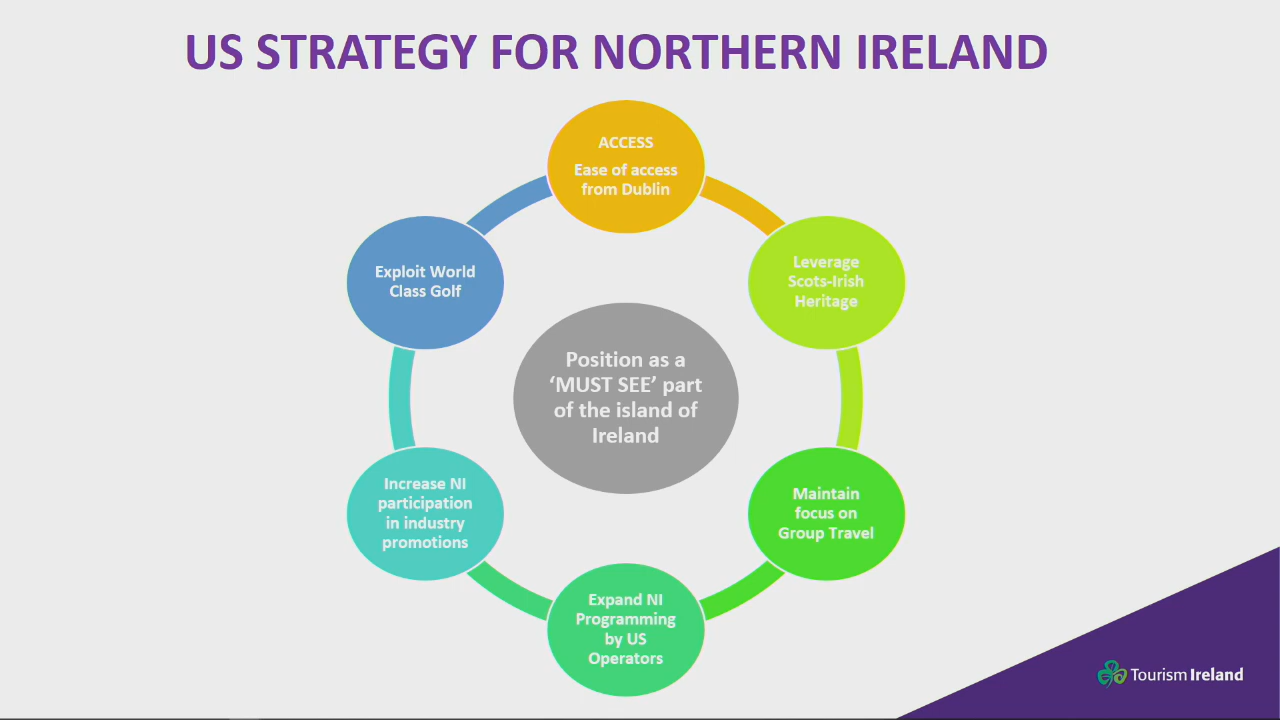 US STRATEGY FOR NORTHERN IRELAND
ACCESS
Ease of access
from Dublin
Leverage
Scots-Irish
Heritage
Maintain
focus on
Group Travel
Expand NI
Programming
by US
Operators
Increase NI
participation
in industry
promotions
Exploit World
Class Golf
Position as a
‘MUST SEE’ part
of the island of
Ireland
Tourism Ireland